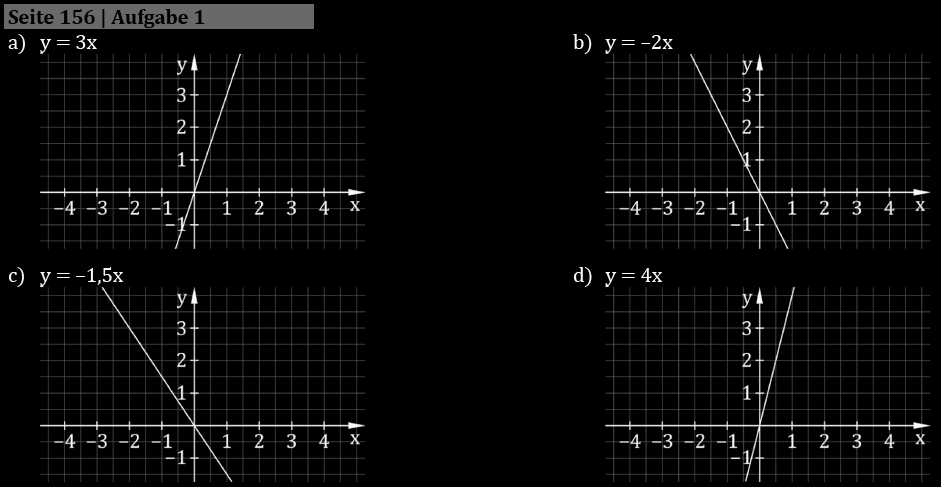 Seite 156 | Aufgabe 1
a) y = 3x
b) y = –2x
y
3
2
1
–4 –3 –2 –1 1 2 3 4 x
–1
y
3
2
1
–4 –3 –2 –1 1 2 3 4 x
–1
c) y = –1,5x
d) y = 4x
y
3
2
1
–4 –3 –2 –1 1 2 3 4 x
–1
y
3
2
1
–4 –3 –2 –1 1 2 3 4 x
–1